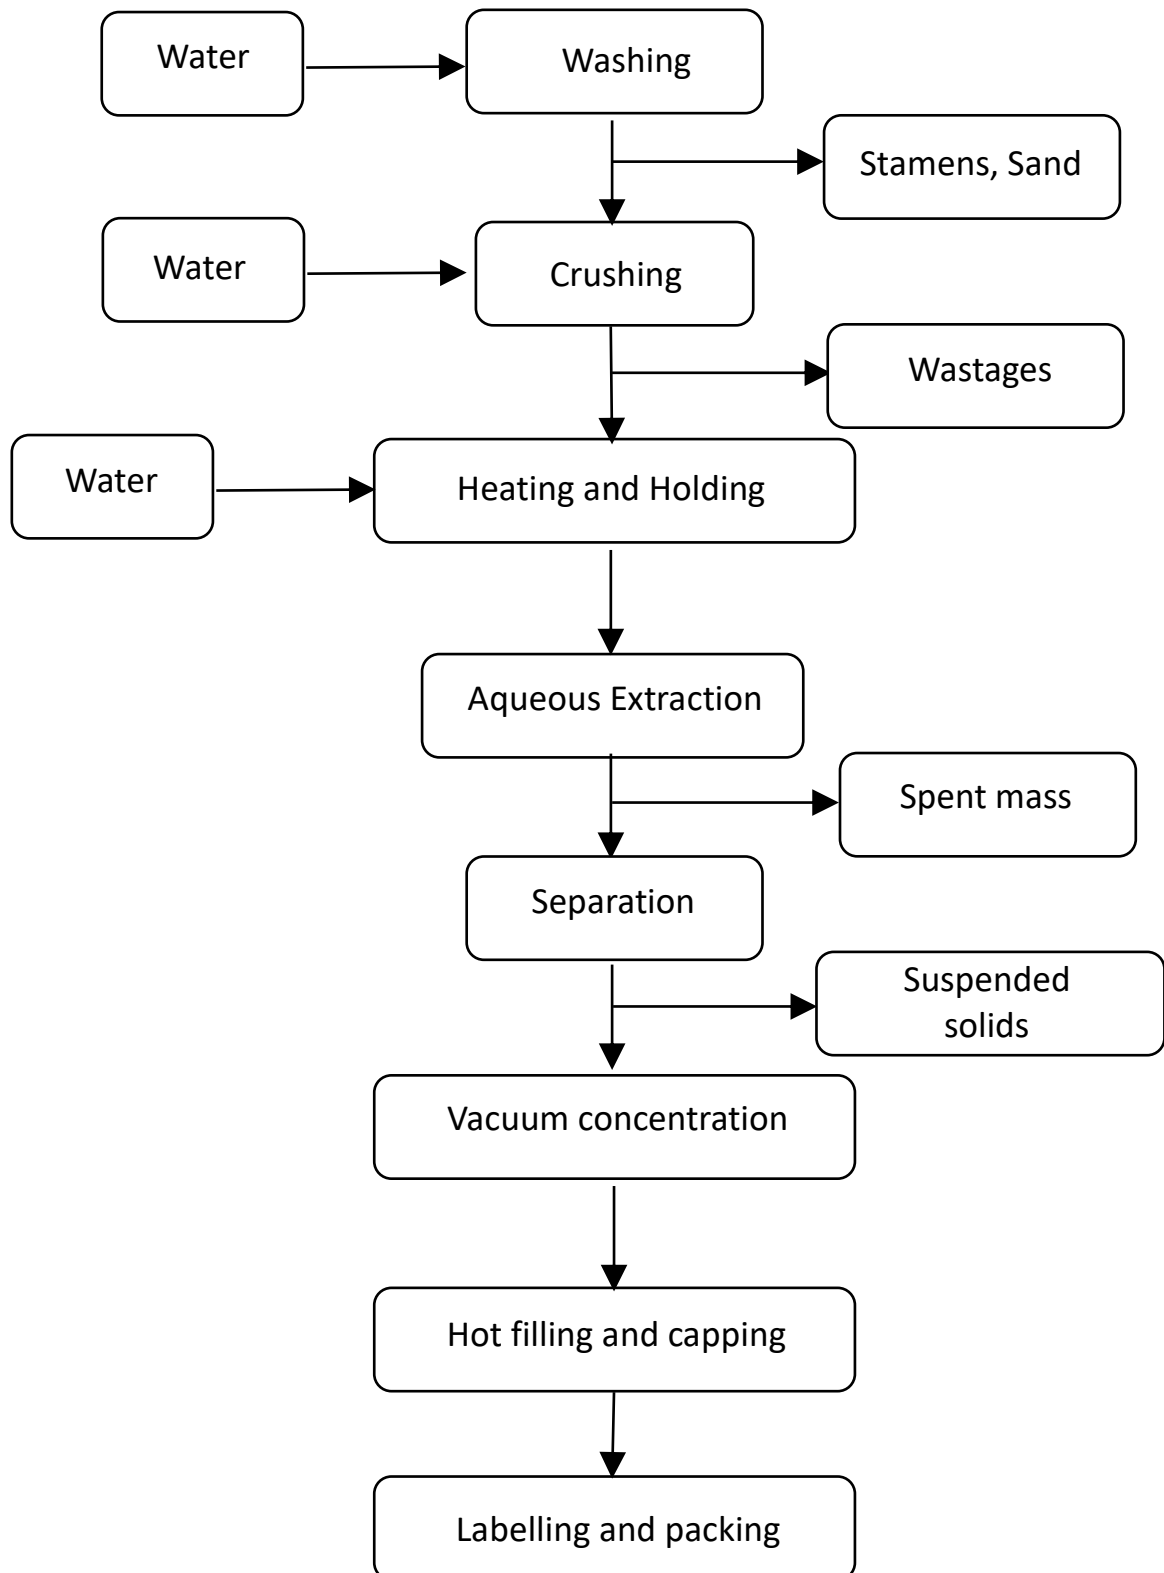 Water
Washing
Stamens, Sand
Water
Crushing
Wastages
Water
Heating and Holding
Aqueous Extraction
Spent mass
Separation
Suspended
solids
Vacuum concentration
Hot filling and capping
Labelling and packing